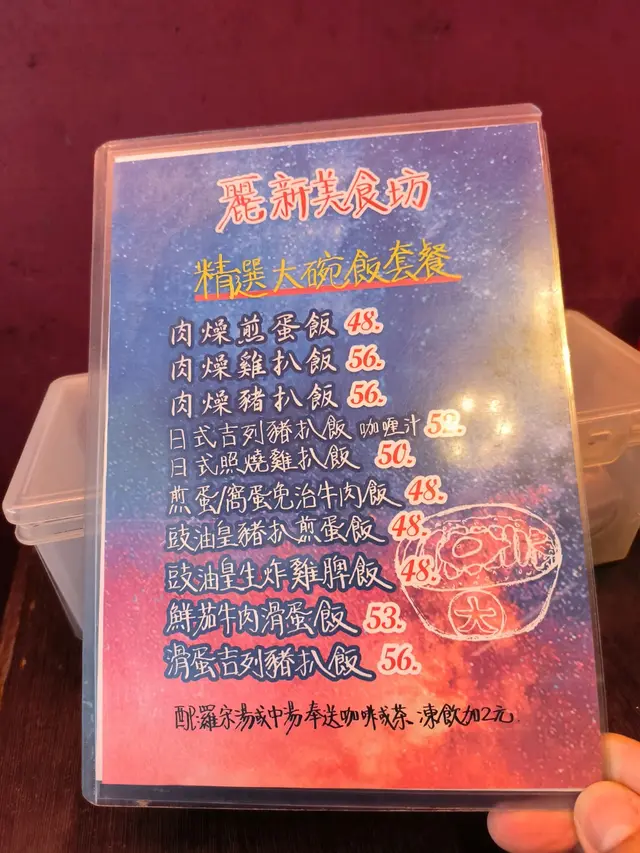 麗新美食坊
精選大碗飯套餐
肉燥煎蛋飯 48.
肉燥雞扒飯 56.
肉燥豬扒飯 56.
日式吉列豬扒飯 咖喱汁 52.
日式照燒雞扒飯 50.
煎蛋/窩蛋免治牛肉飯 48.
豉油皇豬扒煎蛋飯 48.
豉油皇生炸雞脾飯 48.
鮮茄牛肉滑蛋飯 53.
滑蛋吉列豬扒飯 56.
大
配羅宋湯或中湯奉送咖啡或茶 凍飲加2元.